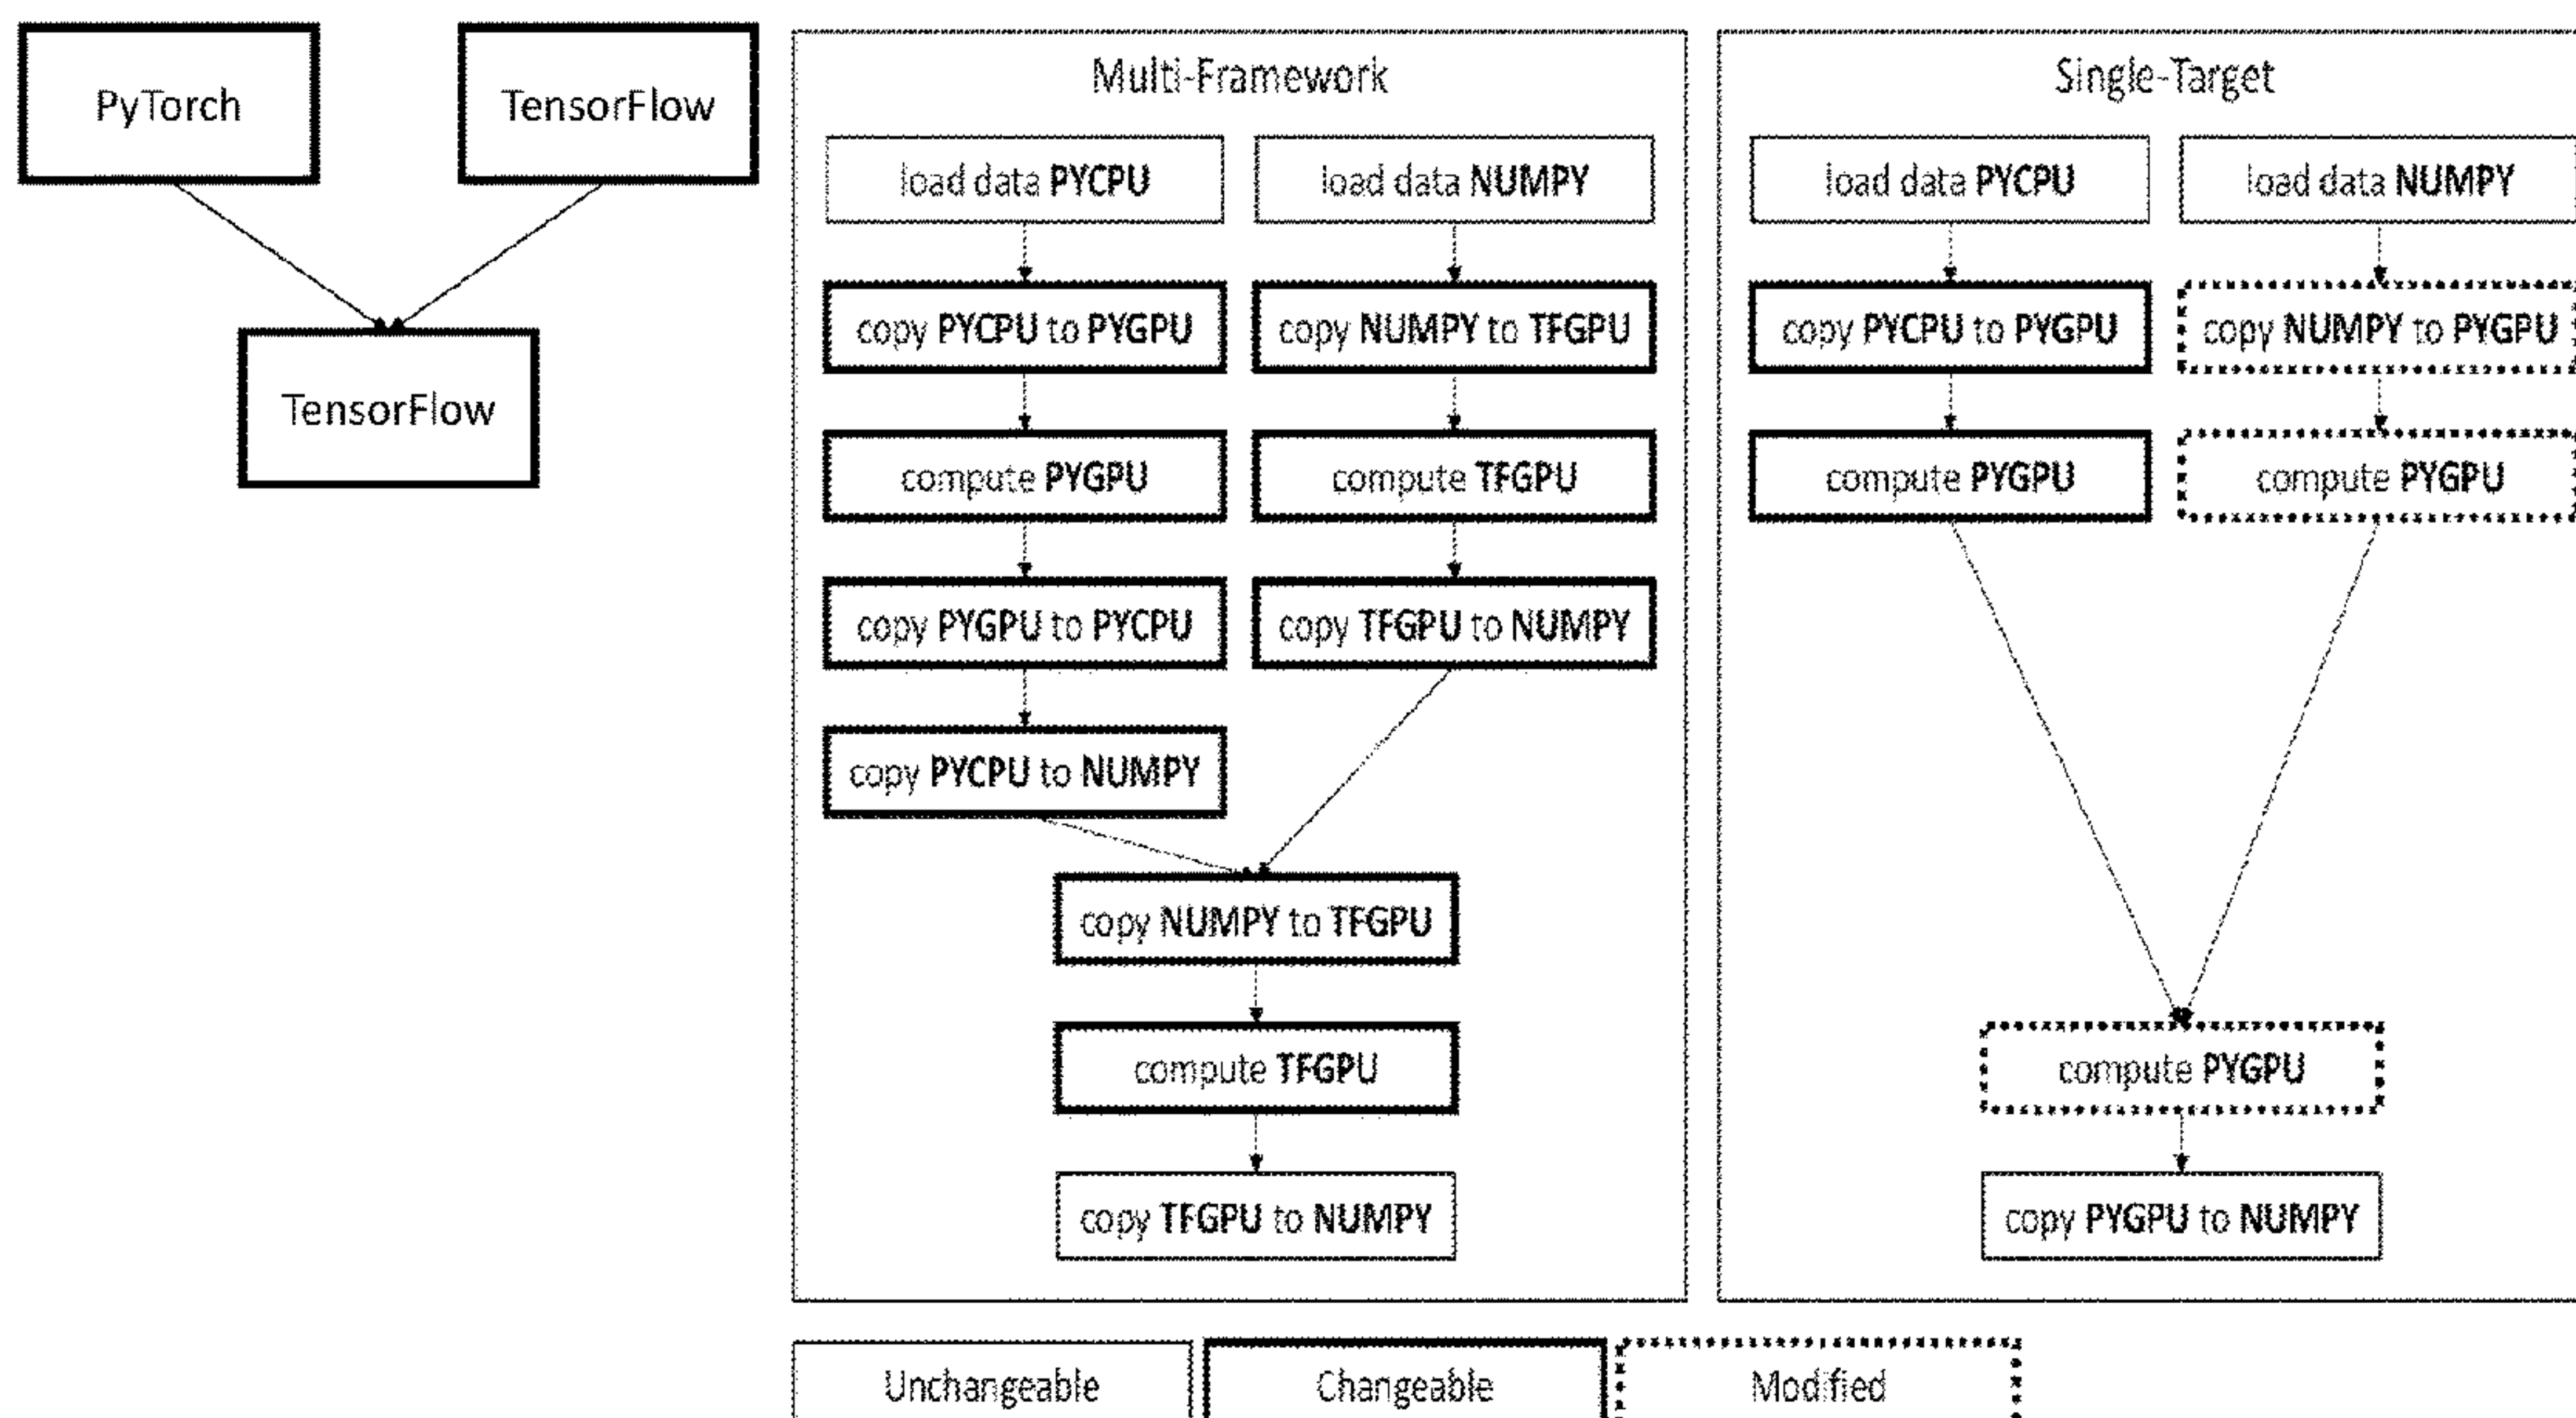 PyTorch
TensorFlow
TensorFlow
Multi-Framework
load data PYCPU
load data NUMPY
copy PYCPU to PYGPU
copy NUMPY to TFGPU
compute PYGPU
compute TFGPU
copy PYGPU to PYCPU
copy TFGPU to NUMPY
copy PYCPU to NUMPY
copy NUMPY to TFGPU
compute TFGPU
copy TFGPU to NUMPY
Single-Target
load data PYCPU
load data NUMPY
copy PYCPU to PYGPU
copy NUMPY to PYGPU
compute PYGPU
compute PYGPU
compute PYGPU
copy PYGPU to NUMPY
Unchangeable
Changeable
Modified